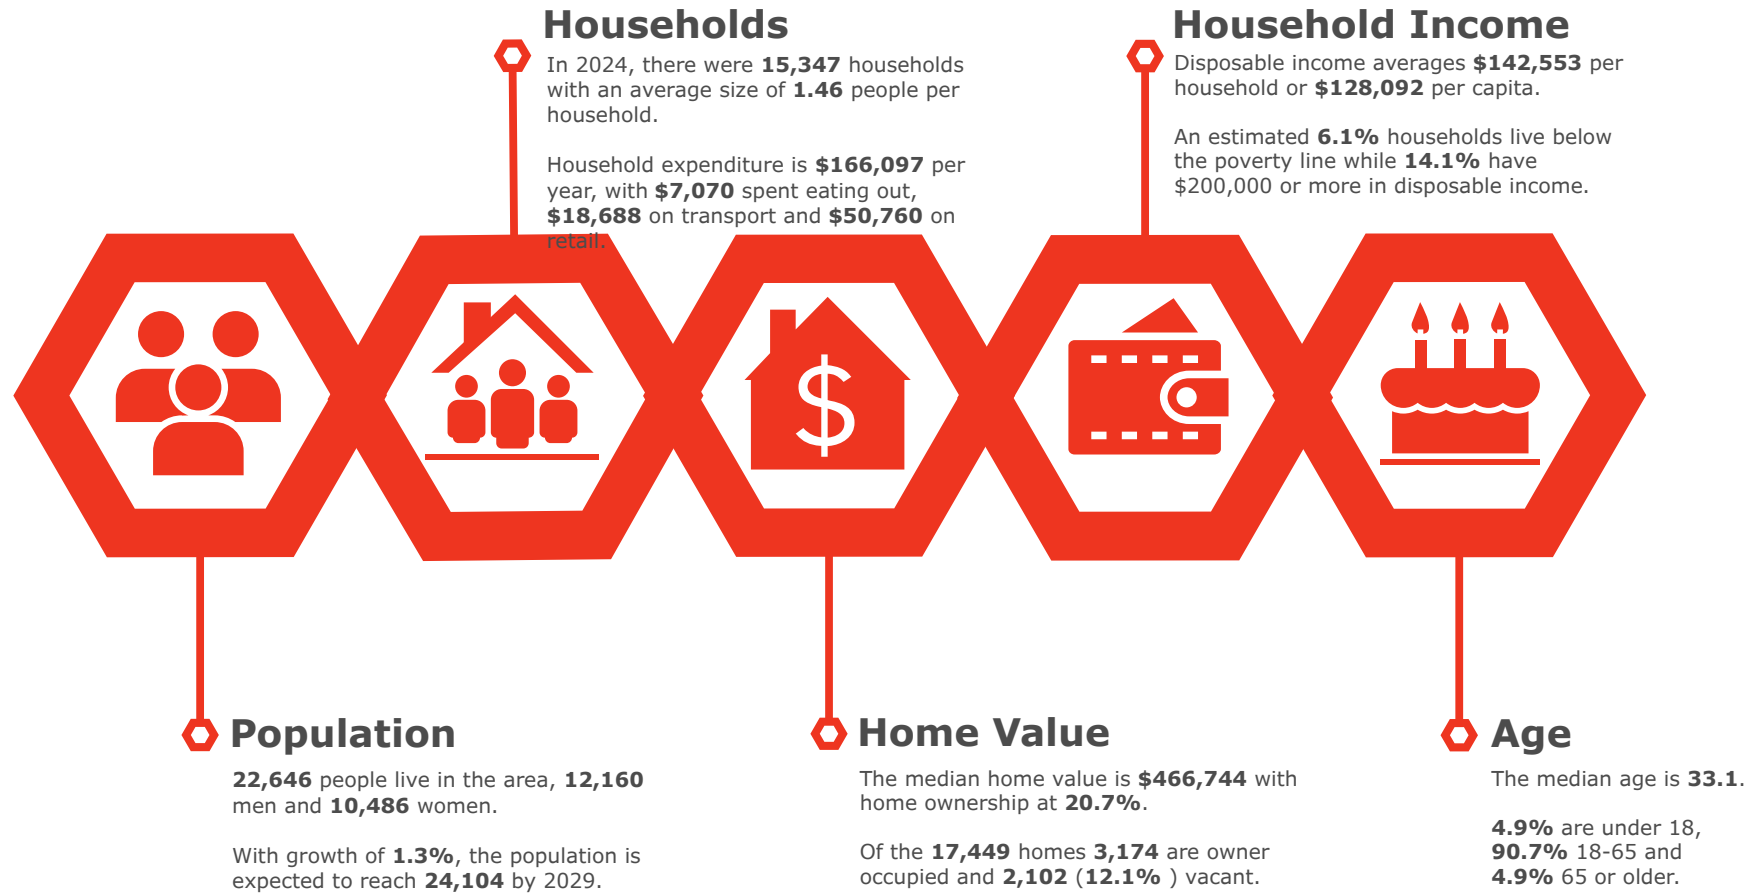 Households
In 2024, there were 15,347 households
with an average size of 1.46 people per
household.
Household expenditure is $166,097 per
year, with $7,070 spent eating out,
$18,688 on transport and $50,760 on
retail.
Household Income
Disposable income averages $142,553 per
household or $128,092 per capita.
An estimated 6.1% households live below
the poverty line while 14.1% have
$200,000 or more in disposable income.
$
Population
22,646 people live in the area, 12,160
men and 10,486 women.
With growth of 1.3%, the population is
expected to reach 24,104 by 2029.
Home Value
The median home value is $466,744 with
home ownership at 20.7%.
Of the 17,449 homes 3,174 are owner
occupied and 2,102 (12.1% ) vacant.
Age
The median age is 33.1.
4.9% are under 18,
90.7% 18-65 and
4.9% 65 or older.